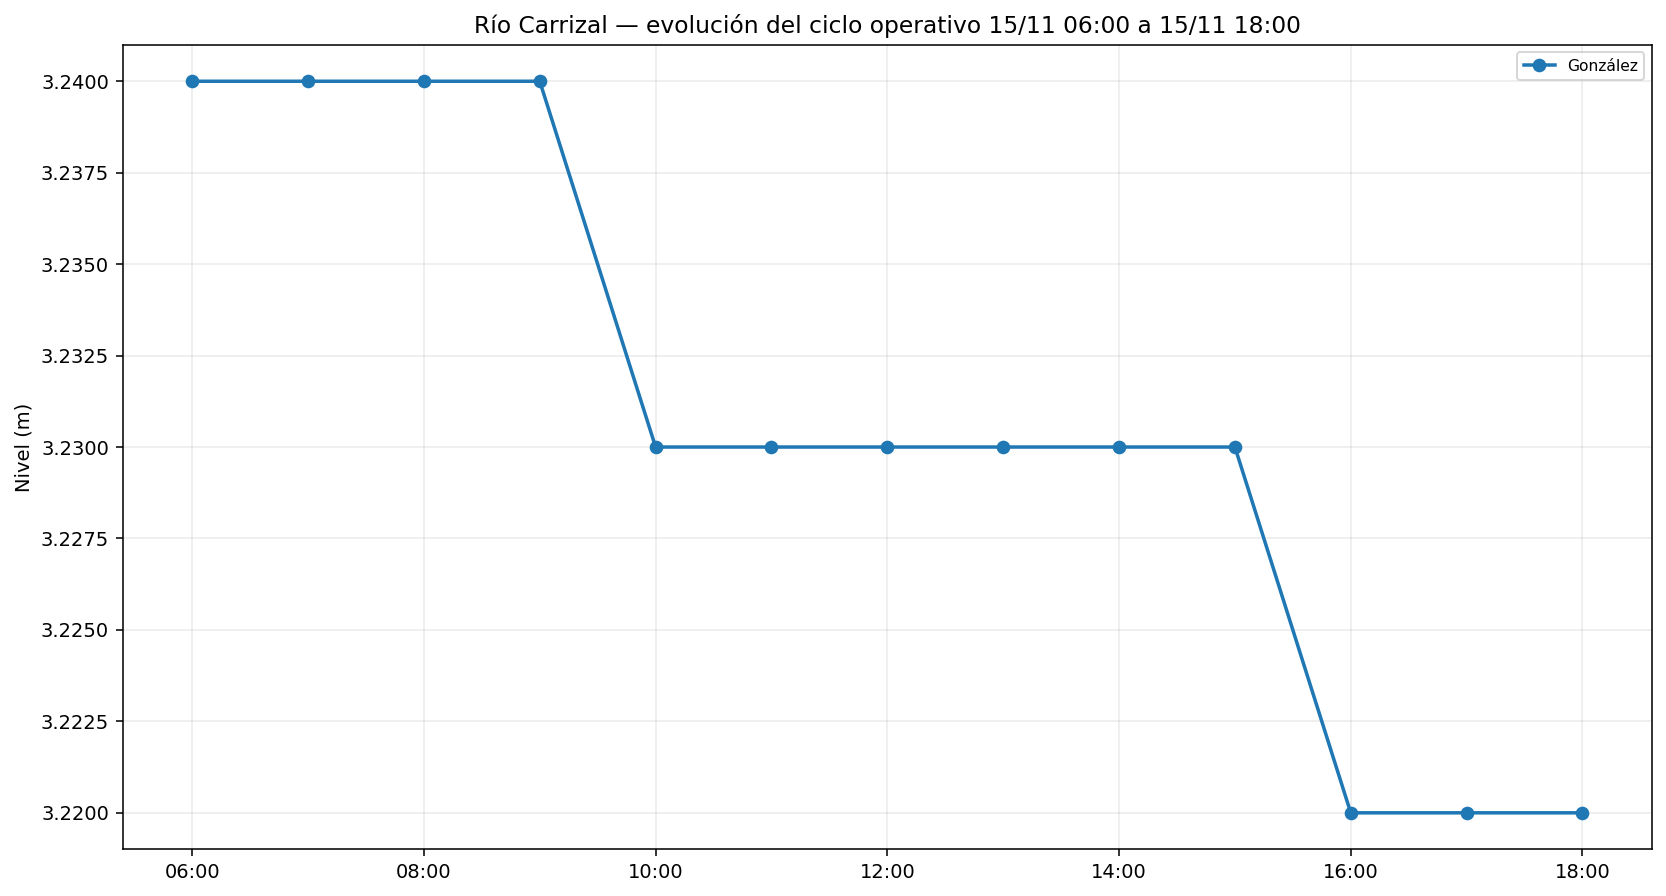 Río Carrizal — evolución del ciclo operativo 15/11 06:00 a 15/11 18:00
González
Nivel (m)
3.2400
3.2375
3.2350
3.2325
3.2300
3.2275
3.2250
3.2225
3.2200
06:00 08:00 10:00 12:00 14:00 16:00 18:00